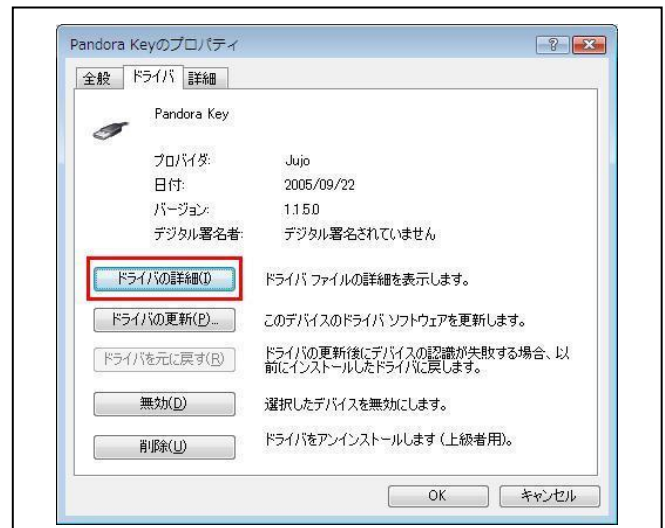 Pandora Keyのプロパティ
全般 ドライバ 詳細
Pandora Key
プロバイダ: Jujo
日付: 2005/09/22
バージョン: 1.1.5.0
デジタル署名者: デジタル署名されていません
ドライバの詳細(I) ドライバ ファイルの詳細を表示します。
ドライバの更新(P)... このデバイスのドライバ ソフトウェアを更新します。
ドライバを元に戻す(R) ドライバの更新後にデバイスの認識が失敗する場合、以
前にインストールしたドライバに戻します。
無効(D) 選択したデバイスを無効にします。
削除(U) ドライバをアンインストールします (上級者用)。
OK キャンセル